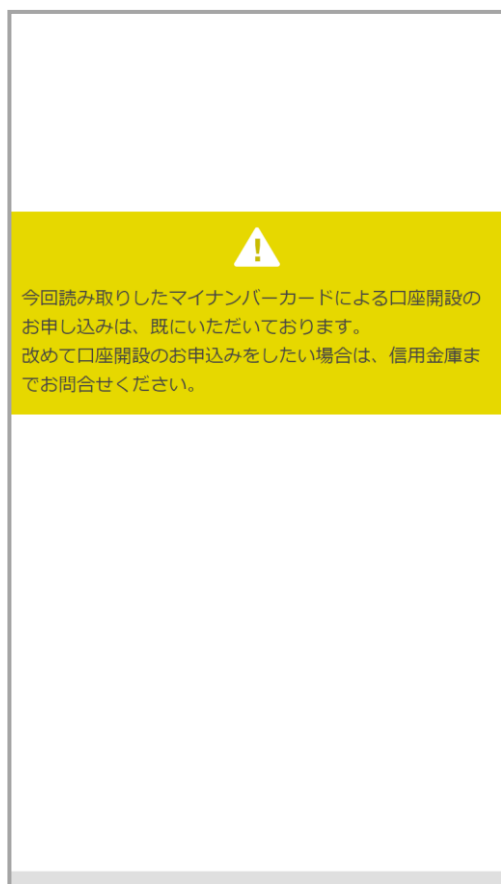 今回読み取りしたマイナンバーカードによる口座開設の
お申し込みは、既にいただいております。
改めて口座開設のお申込みをしたい場合は、信用金庫ま
でお問合せください。